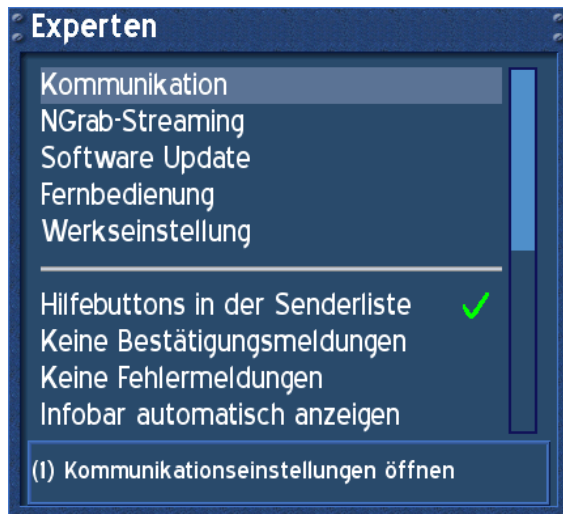 Experten
Kommunikation
NGrab-Streaming
Software Update
Fernbedienung
Werkseinstellung
Hilfebuttons in der Senderliste
Keine Bestätigungsmeldungen
Keine Fehlermeldungen
Infobar automatisch anzeigen
(1) Kommunikationseinstellungen öffnen